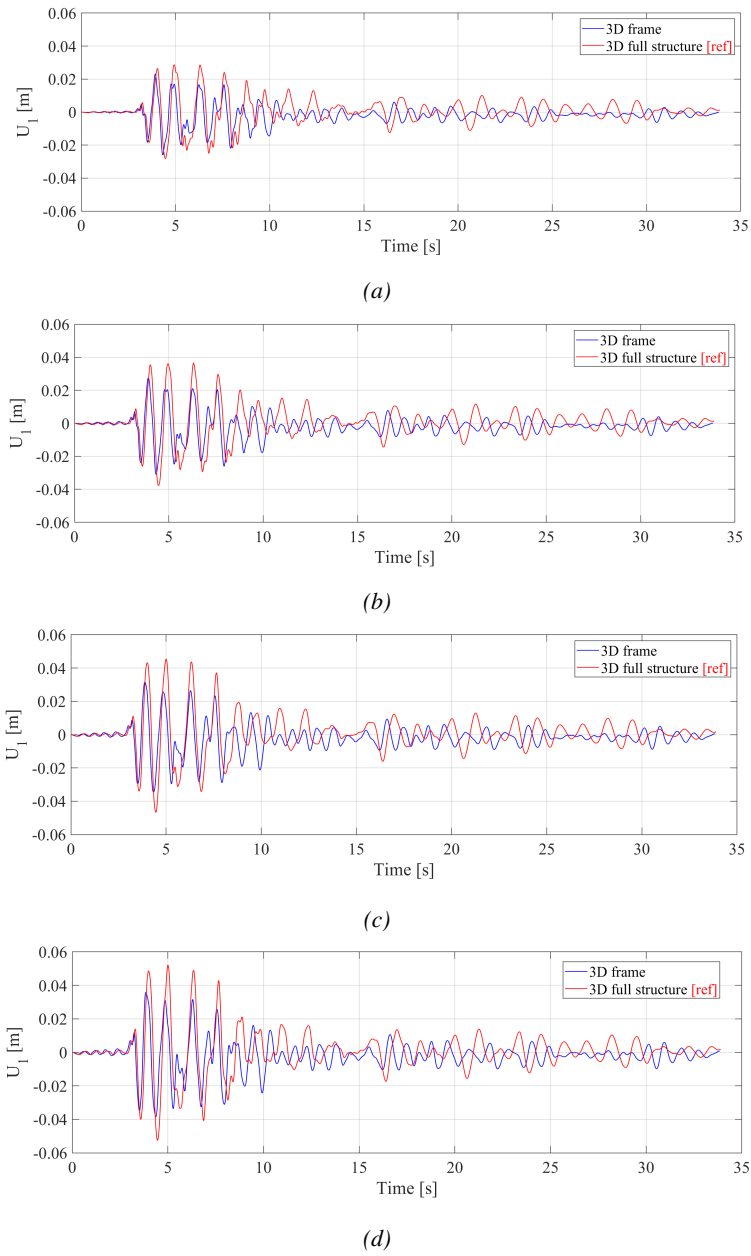 0.06
0.04
0.02
0
-0.02
-0.04
-0.06
U1 [m]
3D frame
3D full structure [ref]
0 5 10 15 20 25 30 35
Time [s]
(a)
0.06
0.04
0.02
0
-0.02
-0.04
-0.06
U1 [m]
3D frame
3D full structure [ref]
0 5 10 15 20 25 30 35
Time [s]
(b)
0.06
0.04
0.02
0
-0.02
-0.04
-0.06
U1 [m]
3D frame
3D full structure [ref]
0 5 10 15 20 25 30 35
Time [s]
(c)
0.06
0.04
0.02
0
-0.02
-0.04
-0.06
U1 [m]
3D frame
3D full structure [ref]
0 5 10 15 20 25 30 35
Time [s]
(d)